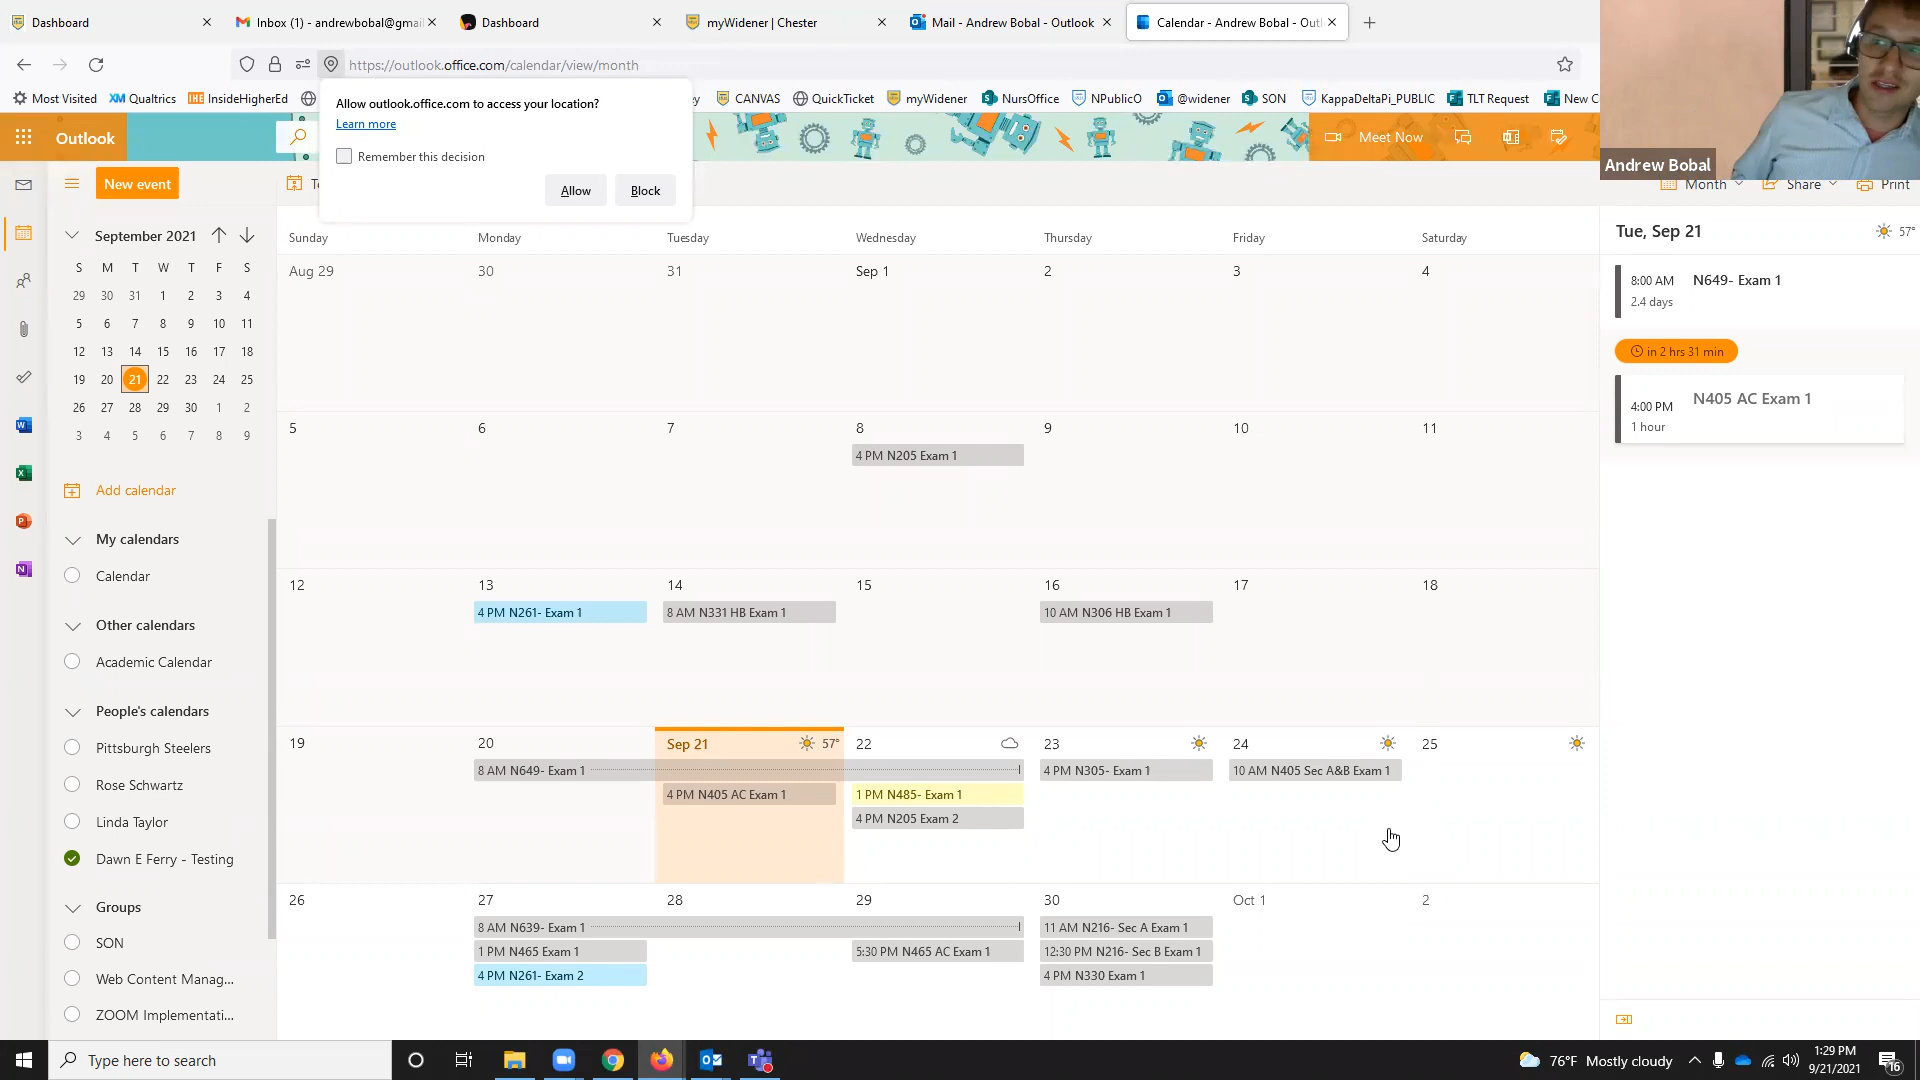 Dashboard
Inbox (1) - andrewbobal@gmai
Dashboard
myWidener | Chester
Mail - Andrew Bobal - Outlook
Calendar - Andrew Bobal - Out
https://outlook.office.com/calendar/view/month
Most Visited
XM Qualtrics
IHE InsideHigherEd
CANVAS
QuickTicket
myWidener
NursOffice
NPublicO
@widener
SON
KappaDeltaPi_PUBLIC
TLT Request
New C
Allow outlook.office.com to access your location?
Learn more
Remember this decision
Allow
Block
Outlook
Meet Now
Andrew Bobal
New event
Month
Share
Print
September 2021
S M T W T F S
29 30 31 1 2 3 4
5 6 7 8 9 10 11
12 13 14 15 16 17 18
19 20 21 22 23 24 25
26 27 28 29 30 1 2
3 4 5 6 7 8 9
Add calendar
My calendars
Calendar
Other calendars
Academic Calendar
People's calendars
Pittsburgh Steelers
Rose Schwartz
Linda Taylor
Dawn E Ferry - Testing
Groups
SON
Web Content Manag...
ZOOM Implementati...
Sunday Monday Tuesday Wednesday Thursday Friday Saturday
Aug 29 30 31 Sep 1 2 3 4
5 6 7 8 9 10 11
4 PM N205 Exam 1
12 13 14 15 16 17 18
4 PM N261- Exam 1
8 AM N331 HB Exam 1
10 AM N306 HB Exam 1
19 20 Sep 21 57° 22 23 24 25
8 AM N649- Exam 1
4 PM N305- Exam 1
10 AM N405 Sec A&B Exam 1
4 PM N405 AC Exam 1
1 PM N485- Exam 1
4 PM N205 Exam 2
26 27 28 29 30 Oct 1 2
8 AM N639- Exam 1
11 AM N216- Sec A Exam 1
1 PM N465 Exam 1
5:30 PM N465 AC Exam 1
12:30 PM N216- Sec B Exam 1
4 PM N261- Exam 2
4 PM N330 Exam 1
Tue, Sep 21
57°
8:00 AM N649- Exam 1
2.4 days
in 2 hrs 31 min
4:00 PM N405 AC Exam 1
1 hour
Type here to search
76°F Mostly cloudy
1:29 PM
9/21/2021
16